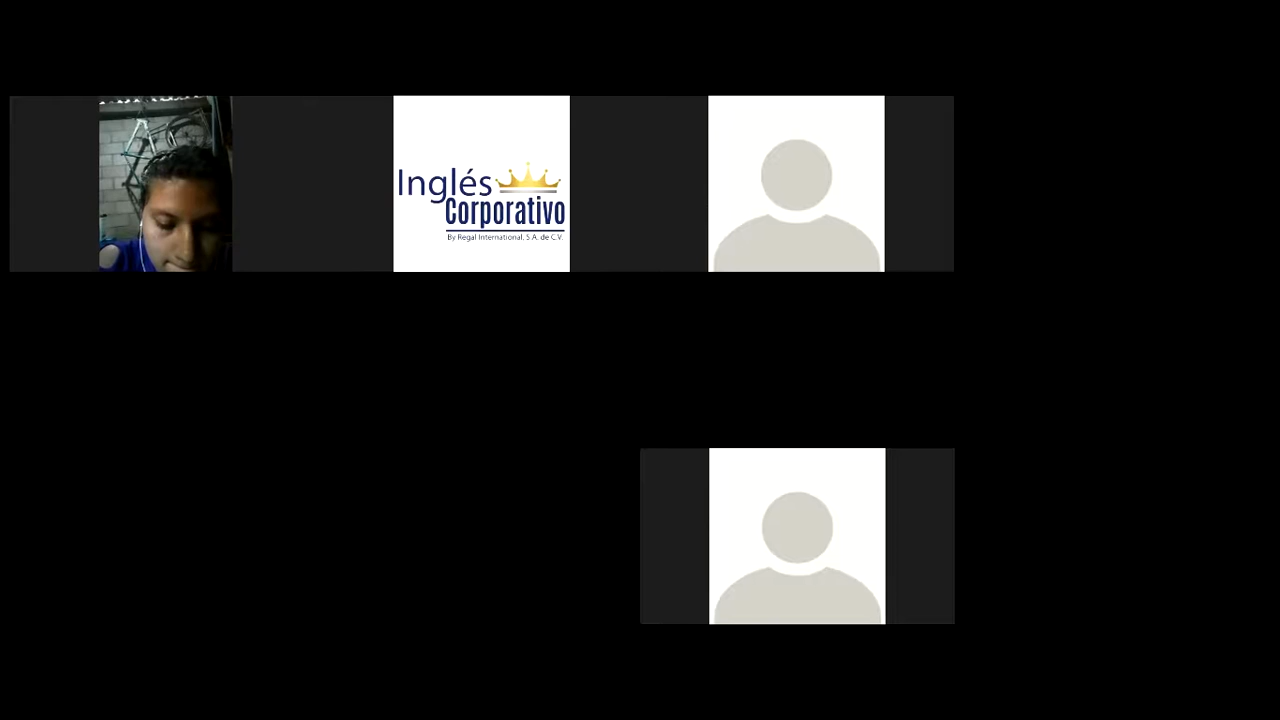 Inglés
Corporativo
By Regal International, S.A. de C.V.